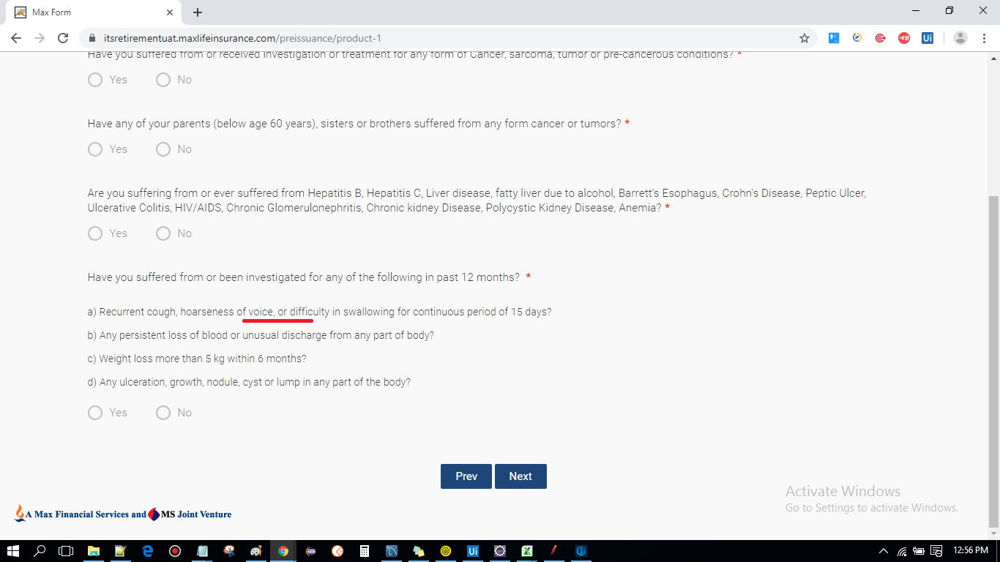 Max Form
itsretirementuat.maxlifeinsurance.com/preissuance/product-1
Have you suffered from or received investigation or treatment for any form of Cancer, sarcoma, tumor or pre-cancerous conditions? *
Yes No
Have any of your parents (below age 60 years), sisters or brothers suffered from any form cancer or tumors? *
Yes No
Are you suffering from or ever suffered from Hepatitis B, Hepatitis C, Liver disease, fatty liver due to alcohol, Barrett's Esophagus, Crohn's Disease, Peptic Ulcer,
Ulcerative Colitis, HIV/AIDS, Chronic Glomerulonephritis, Chronic kidney Disease, Polycystic Kidney Disease, Anemia? *
Yes No
Have you suffered from or been investigated for any of the following in past 12 months? *
a) Recurrent cough, hoarseness of voice, or difficulty in swallowing for continuous period of 15 days?
b) Any persistent loss of blood or unusual discharge from any part of body?
c) Weight loss more than 5 kg within 6 months?
d) Any ulceration, growth, nodule, cyst or lump in any part of the body?
Yes No
Prev Next
Activate Windows
Go to Settings to activate Windows.
A Max Financial Services and MS Joint Venture
12:56 PM